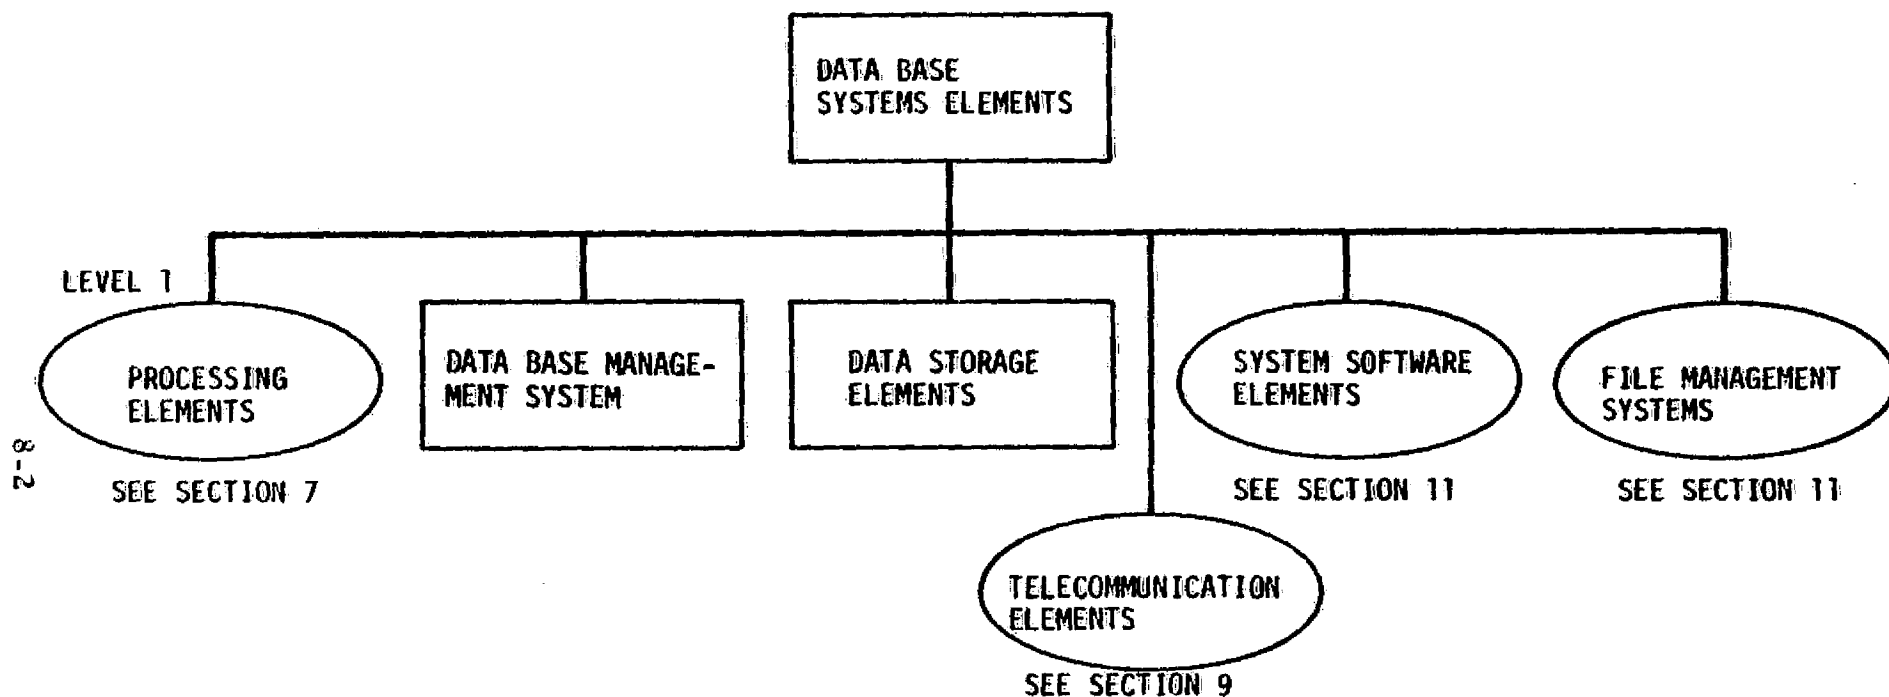 DATA BASE
SYSTEMS ELEMENTS
LEVEL 1
PROCESSING
ELEMENTS
SEE SECTION 7
DATA BASE MANAGE-
MENT SYSTEM
DATA STORAGE
ELEMENTS
TELECOMMUNICATION
ELEMENTS
SEE SECTION 9
SYSTEM SOFTWARE
ELEMENTS
SEE SECTION 11
FILE MANAGEMENT
SYSTEMS
SEE SECTION 11
8-2